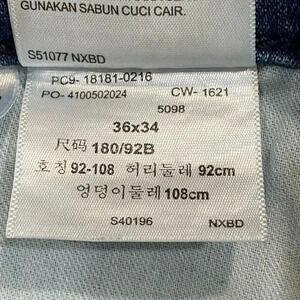 GUNAKAN SABUN CUCI CAIR.
S51077 NXBD
PC9- 18181-0216
PO- 4100502024 CW- 1621
5098
36x34
尺码 180/92B
호칭 92-108 허리둘레 92cm
엉덩이둘레 108cm
S40196 NXBD